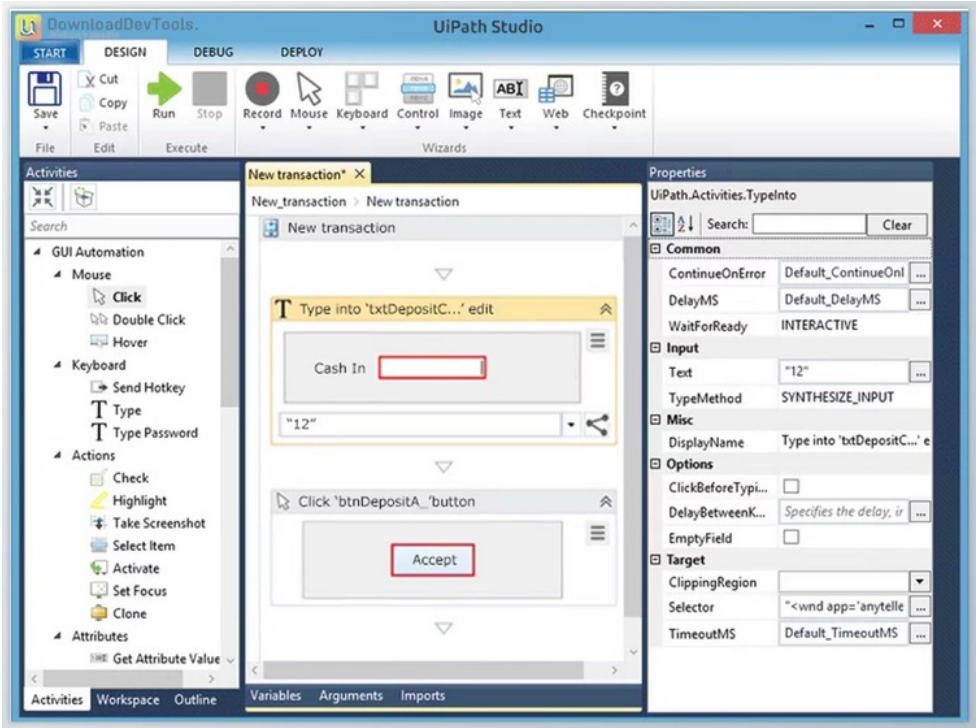 DownloadDevTools.
UiPath Studio
START DESIGN DEBUG DEPLOY
Save
Cut
Copy
Paste
Run Stop
Record Mouse Keyboard Control Image Text Web Checkpoint
File Edit Execute Wizards
Activities
Search
GUI Automation
Mouse
Click
Double Click
Hover
Keyboard
Send Hotkey
Type
Type Password
Actions
Check
Highlight
Take Screenshot
Select Item
Activate
Set Focus
Clone
Attributes
Get Attribute Value
Activities Workspace Outline
New transaction*
New_transaction > New transaction
New transaction
Type into 'txtDepositC...' edit
Cash In
"12"
Click 'btnDepositA_'button
Accept
Variables Arguments Imports
Properties
UiPath.Activities.TypeInto
Search: Clear
Common
ContinueOnError Default_ContinueOnl ...
DelayMS Default_DelayMS ...
WaitForReady INTERACTIVE
Input
Text "12" ...
TypeMethod SYNTHESIZE_INPUT
Misc
DisplayName Type into 'txtDepositC...' e
Options
ClickBeforeTypi...
DelayBetweenK... Specifies the delay, ir ...
EmptyField
Target
ClippingRegion
Selector "<wnd app='anytelle ...
TimeoutMS Default_TimeoutMS ...